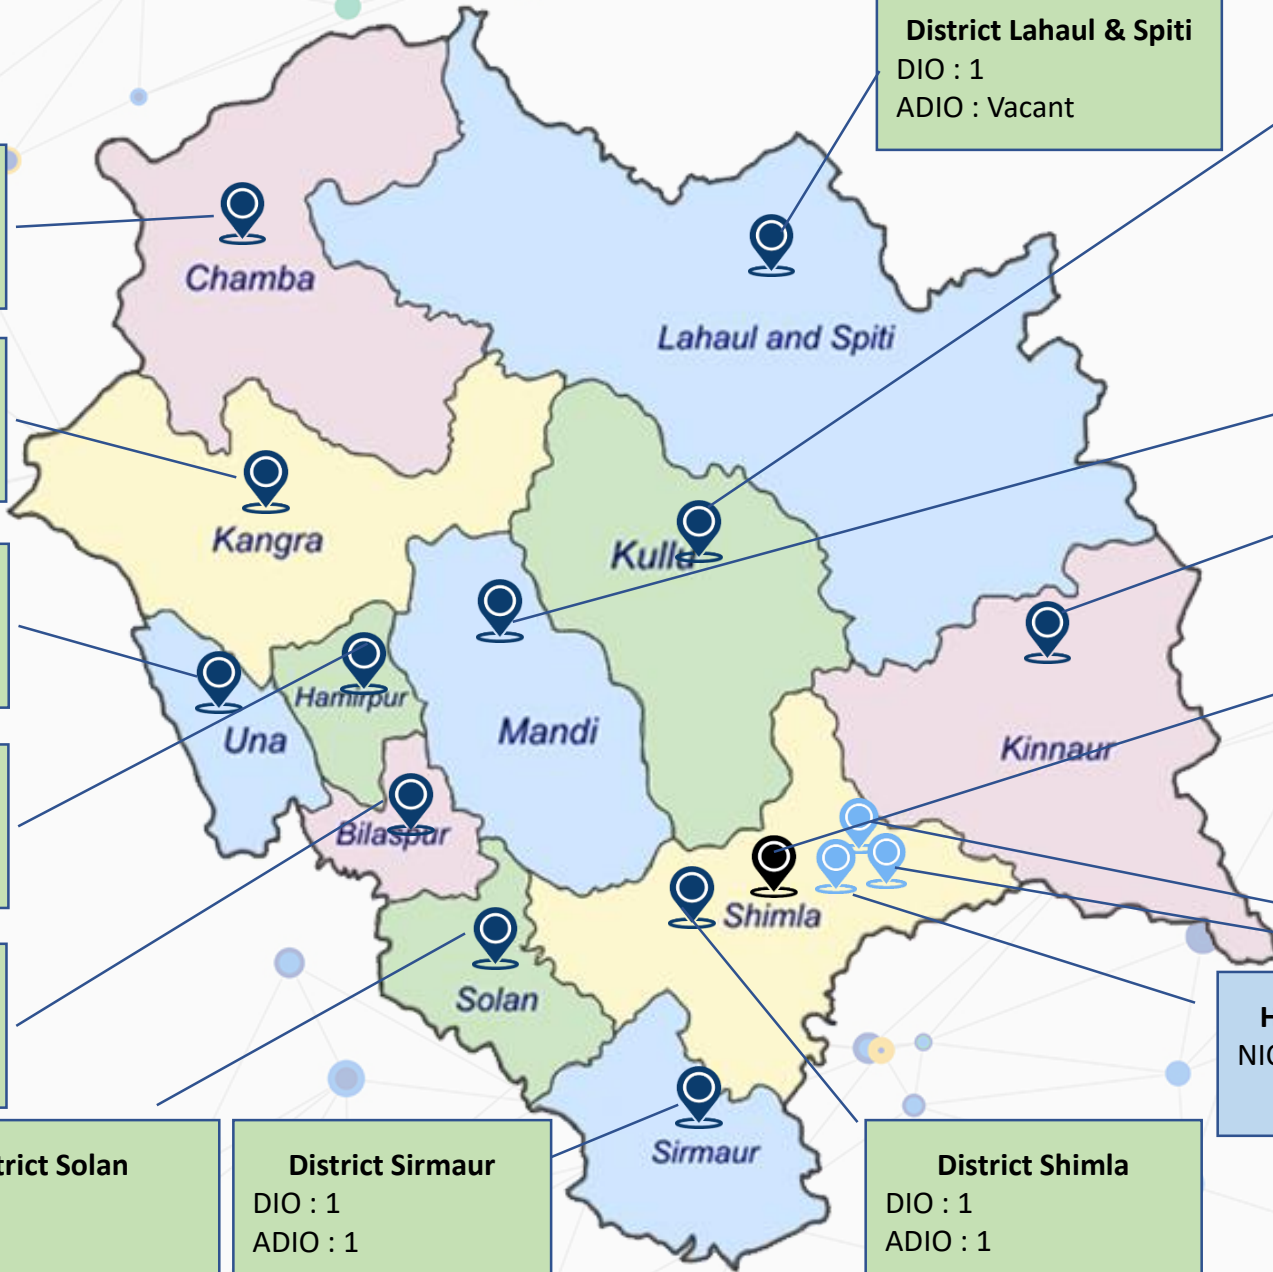 District Lahaul & Spiti
DIO : 1
ADIO : Vacant
Chamba
Lahaul and Spiti
Kangra
Kullu
Hamirpur
Una
Mandi
Kinnaur
Bilaspur
Shimla
Solan
Sirmaur
H
NIC
trict Solan
District Sirmaur
DIO : 1
ADIO : 1
District Shimla
DIO : 1
ADIO : 1